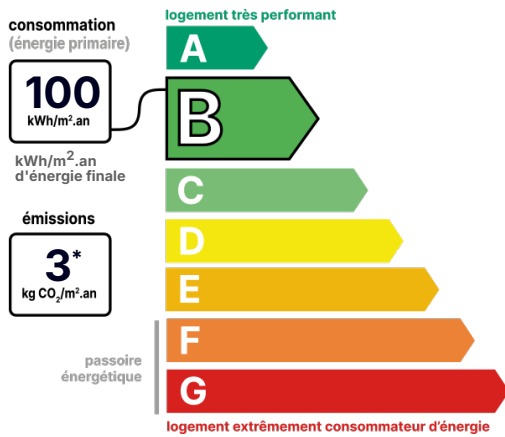 logement très performant
consommation
(énergie primaire)
A
100
kWh/m².an
B
kWh/m².an
d'énergie finale
C
émissions
D
3*
kg CO₂/m².an
E
F
passoire
énergétique
G
logement extrêmement consommateur d'énergie